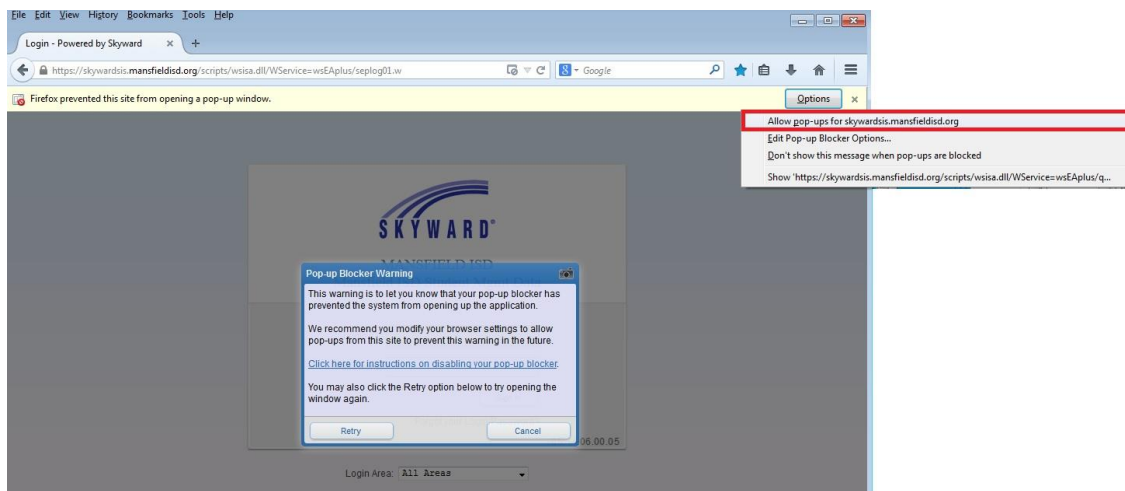 File Edit View History Bookmarks Tools Help
Login - Powered by Skyward × +
https://skywardsis.mansfieldisd.org/scripts/wsisa.dll/WService=wsEAplus/seplog01.w
Google
Firefox prevented this site from opening a pop-up window.
Options ×
Allow pop-ups for skywardsis.mansfieldisd.org
Edit Pop-up Blocker Options...
Don't show this message when pop-ups are blocked
Show 'https://skywardsis.mansfieldisd.org/scripts/wsisa.dll/WService=wsEAplus/q...
SKYWARD®
MANSFIELD ISD
Pop-up Blocker Warning
This warning is to let you know that your pop-up blocker has
prevented the system from opening up the application.
We recommend you modify your browser settings to allow
pop-ups from this site to prevent this warning in the future.
Click here for instructions on disabling your pop-up blocker.
You may also click the Retry option below to try opening the
window again.
Retry Cancel
06.00.05
Login Area: All Areas